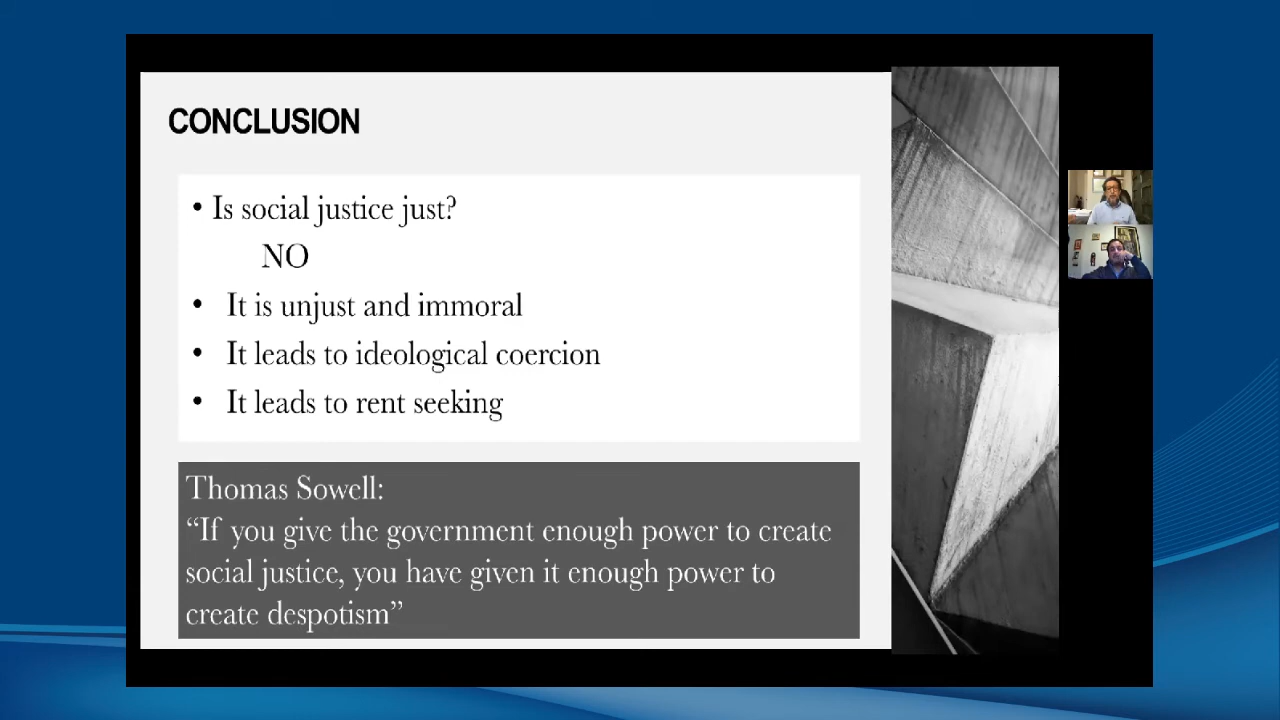 CONCLUSION
• Is social justice just?
NO
• It is unjust and immoral
• It leads to ideological coercion
• It leads to rent seeking
Thomas Sowell:
“If you give the government enough power to create
social justice, you have given it enough power to
create despotism”